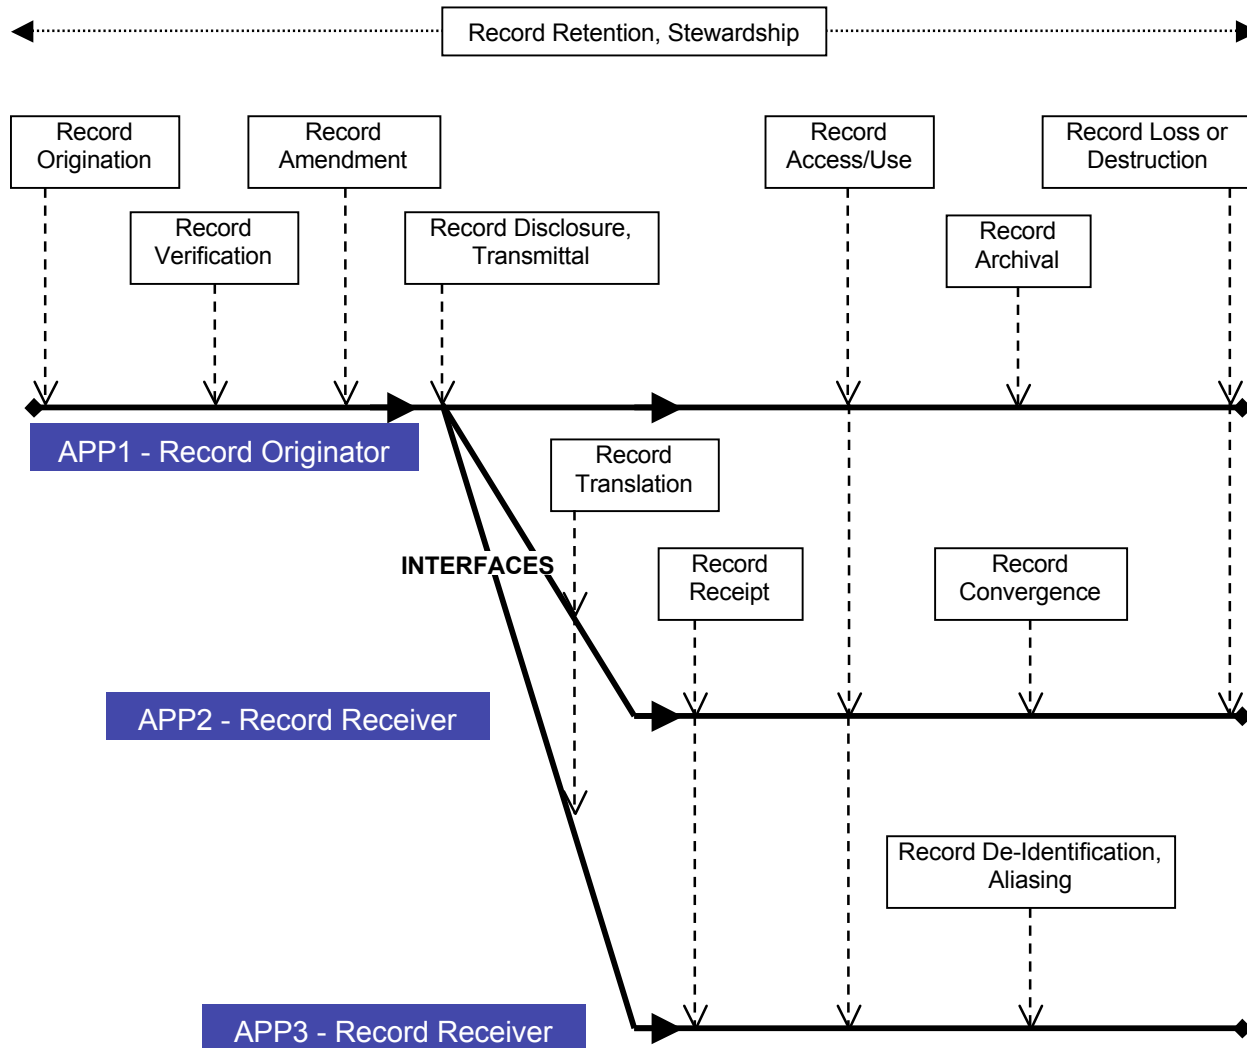 Record Retention, Stewardship
Record
Origination
Record
Amendment
Record
Access/Use
Record Loss or
Destruction
Record
Verification
Record Disclosure,
Transmittal
Record
Archival
APP1 - Record Originator
Record
Translation
INTERFACES
Record
Receipt
Record
Convergence
APP2 - Record Receiver
Record De-Identification,
Aliasing
APP3 - Record Receiver